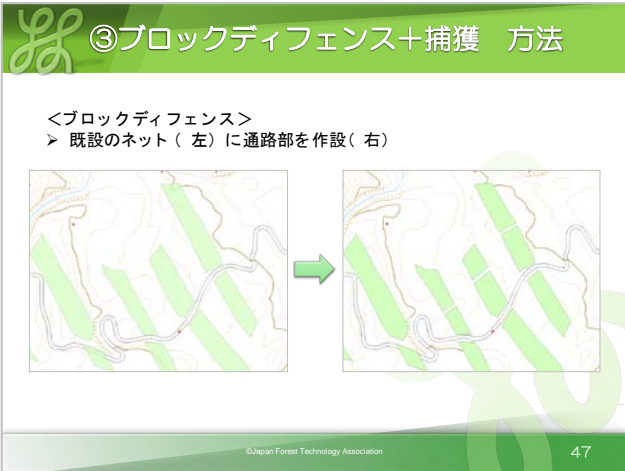 ③ブロックディフェンス＋捕獲　方法
＜ブロックディフェンス＞
➢ 既設のネット（ 左）に通路部を作設（ 右）
©Japan Forest Technology Association
47